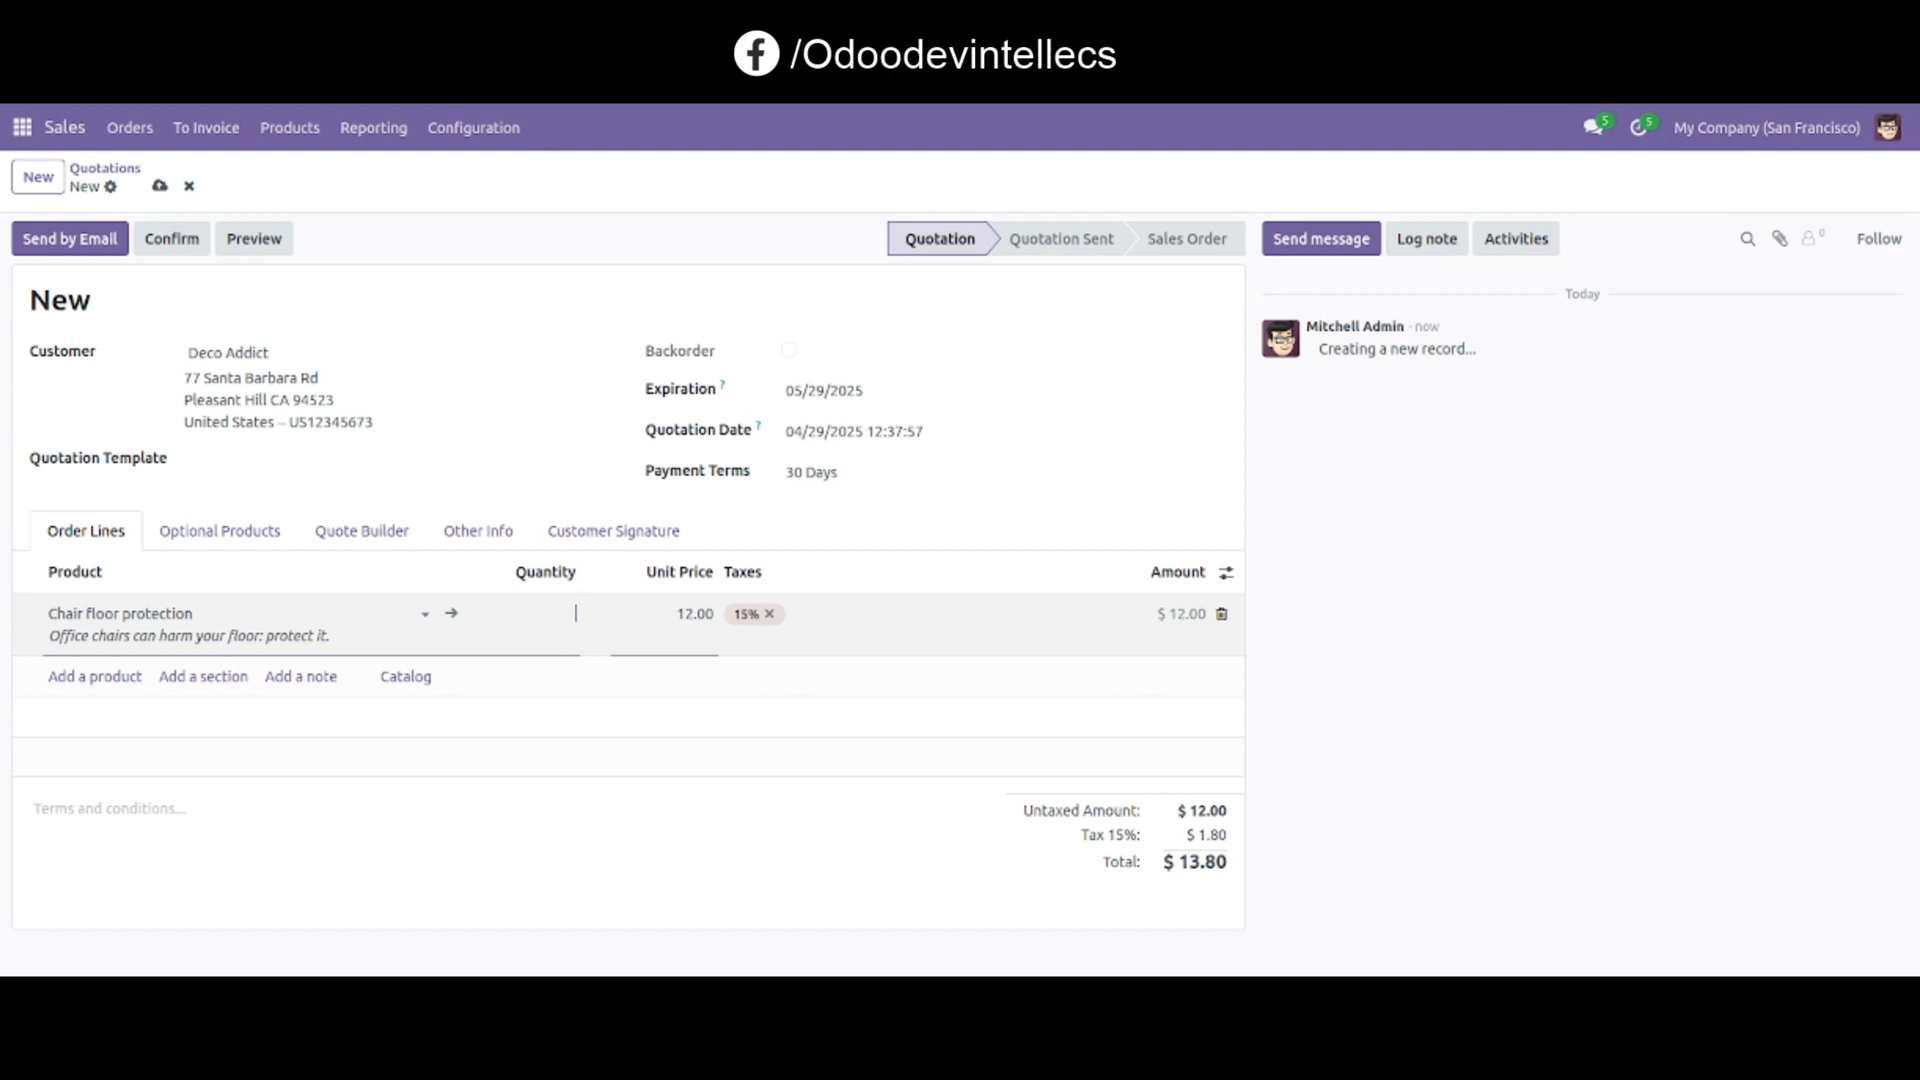 /Odoodevintellecs
Sales Orders To Invoice Products Reporting Configuration 5 5 My Company (San Francisco)
New Quotations
New
Send by Email Confirm Preview Quotation Quotation Sent Sales Order Send message Log note Activities 0 Follow
New
Today
Mitchell Admin - now
Creating a new record...
Customer Deco Addict
77 Santa Barbara Rd
Pleasant Hill CA 94523
United States – US12345673
Quotation Template
Backorder
Expiration ? 05/29/2025
Quotation Date ? 04/29/2025 12:37:57
Payment Terms 30 Days
Order Lines Optional Products Quote Builder Other Info Customer Signature
Product Quantity Unit Price Taxes Amount
Chair floor protection 12.00 15% $ 12.00
Office chairs can harm your floor: protect it.
Add a product Add a section Add a note Catalog
Terms and conditions...
Untaxed Amount: $ 12.00
Tax 15%: $ 1.80
Total: $ 13.80